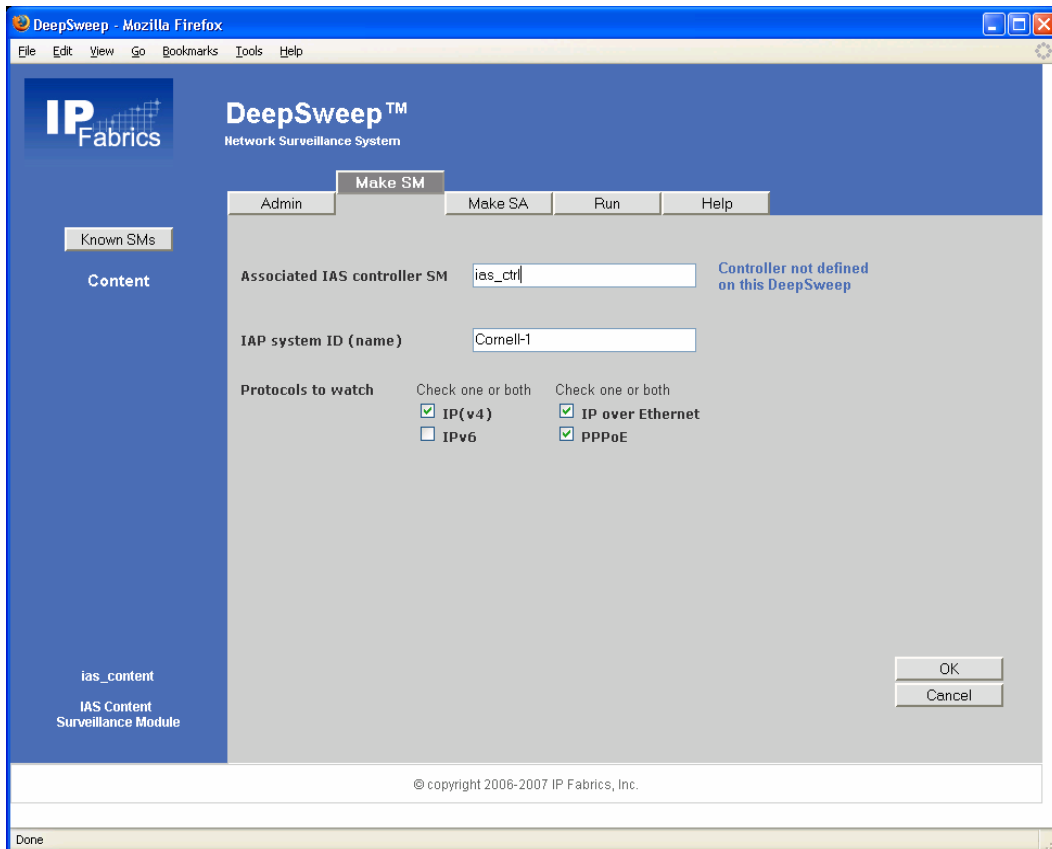 DeepSweep - Mozilla Firefox
File Edit View Go Bookmarks Tools Help
IP Fabrics
DeepSweep™
Network Surveillance System
Make SM
Admin Make SA Run Help
Known SMs
Content
Associated IAS controller SM ias_ctrl Controller not defined
on this DeepSweep
IAP system ID (name) Cornell-1
Protocols to watch Check one or both Check one or both
IP(v4) IP over Ethernet
IPv6 PPPoE
OK
Cancel
ias_content
IAS Content
Surveillance Module
© copyright 2006-2007 IP Fabrics, Inc.
Done